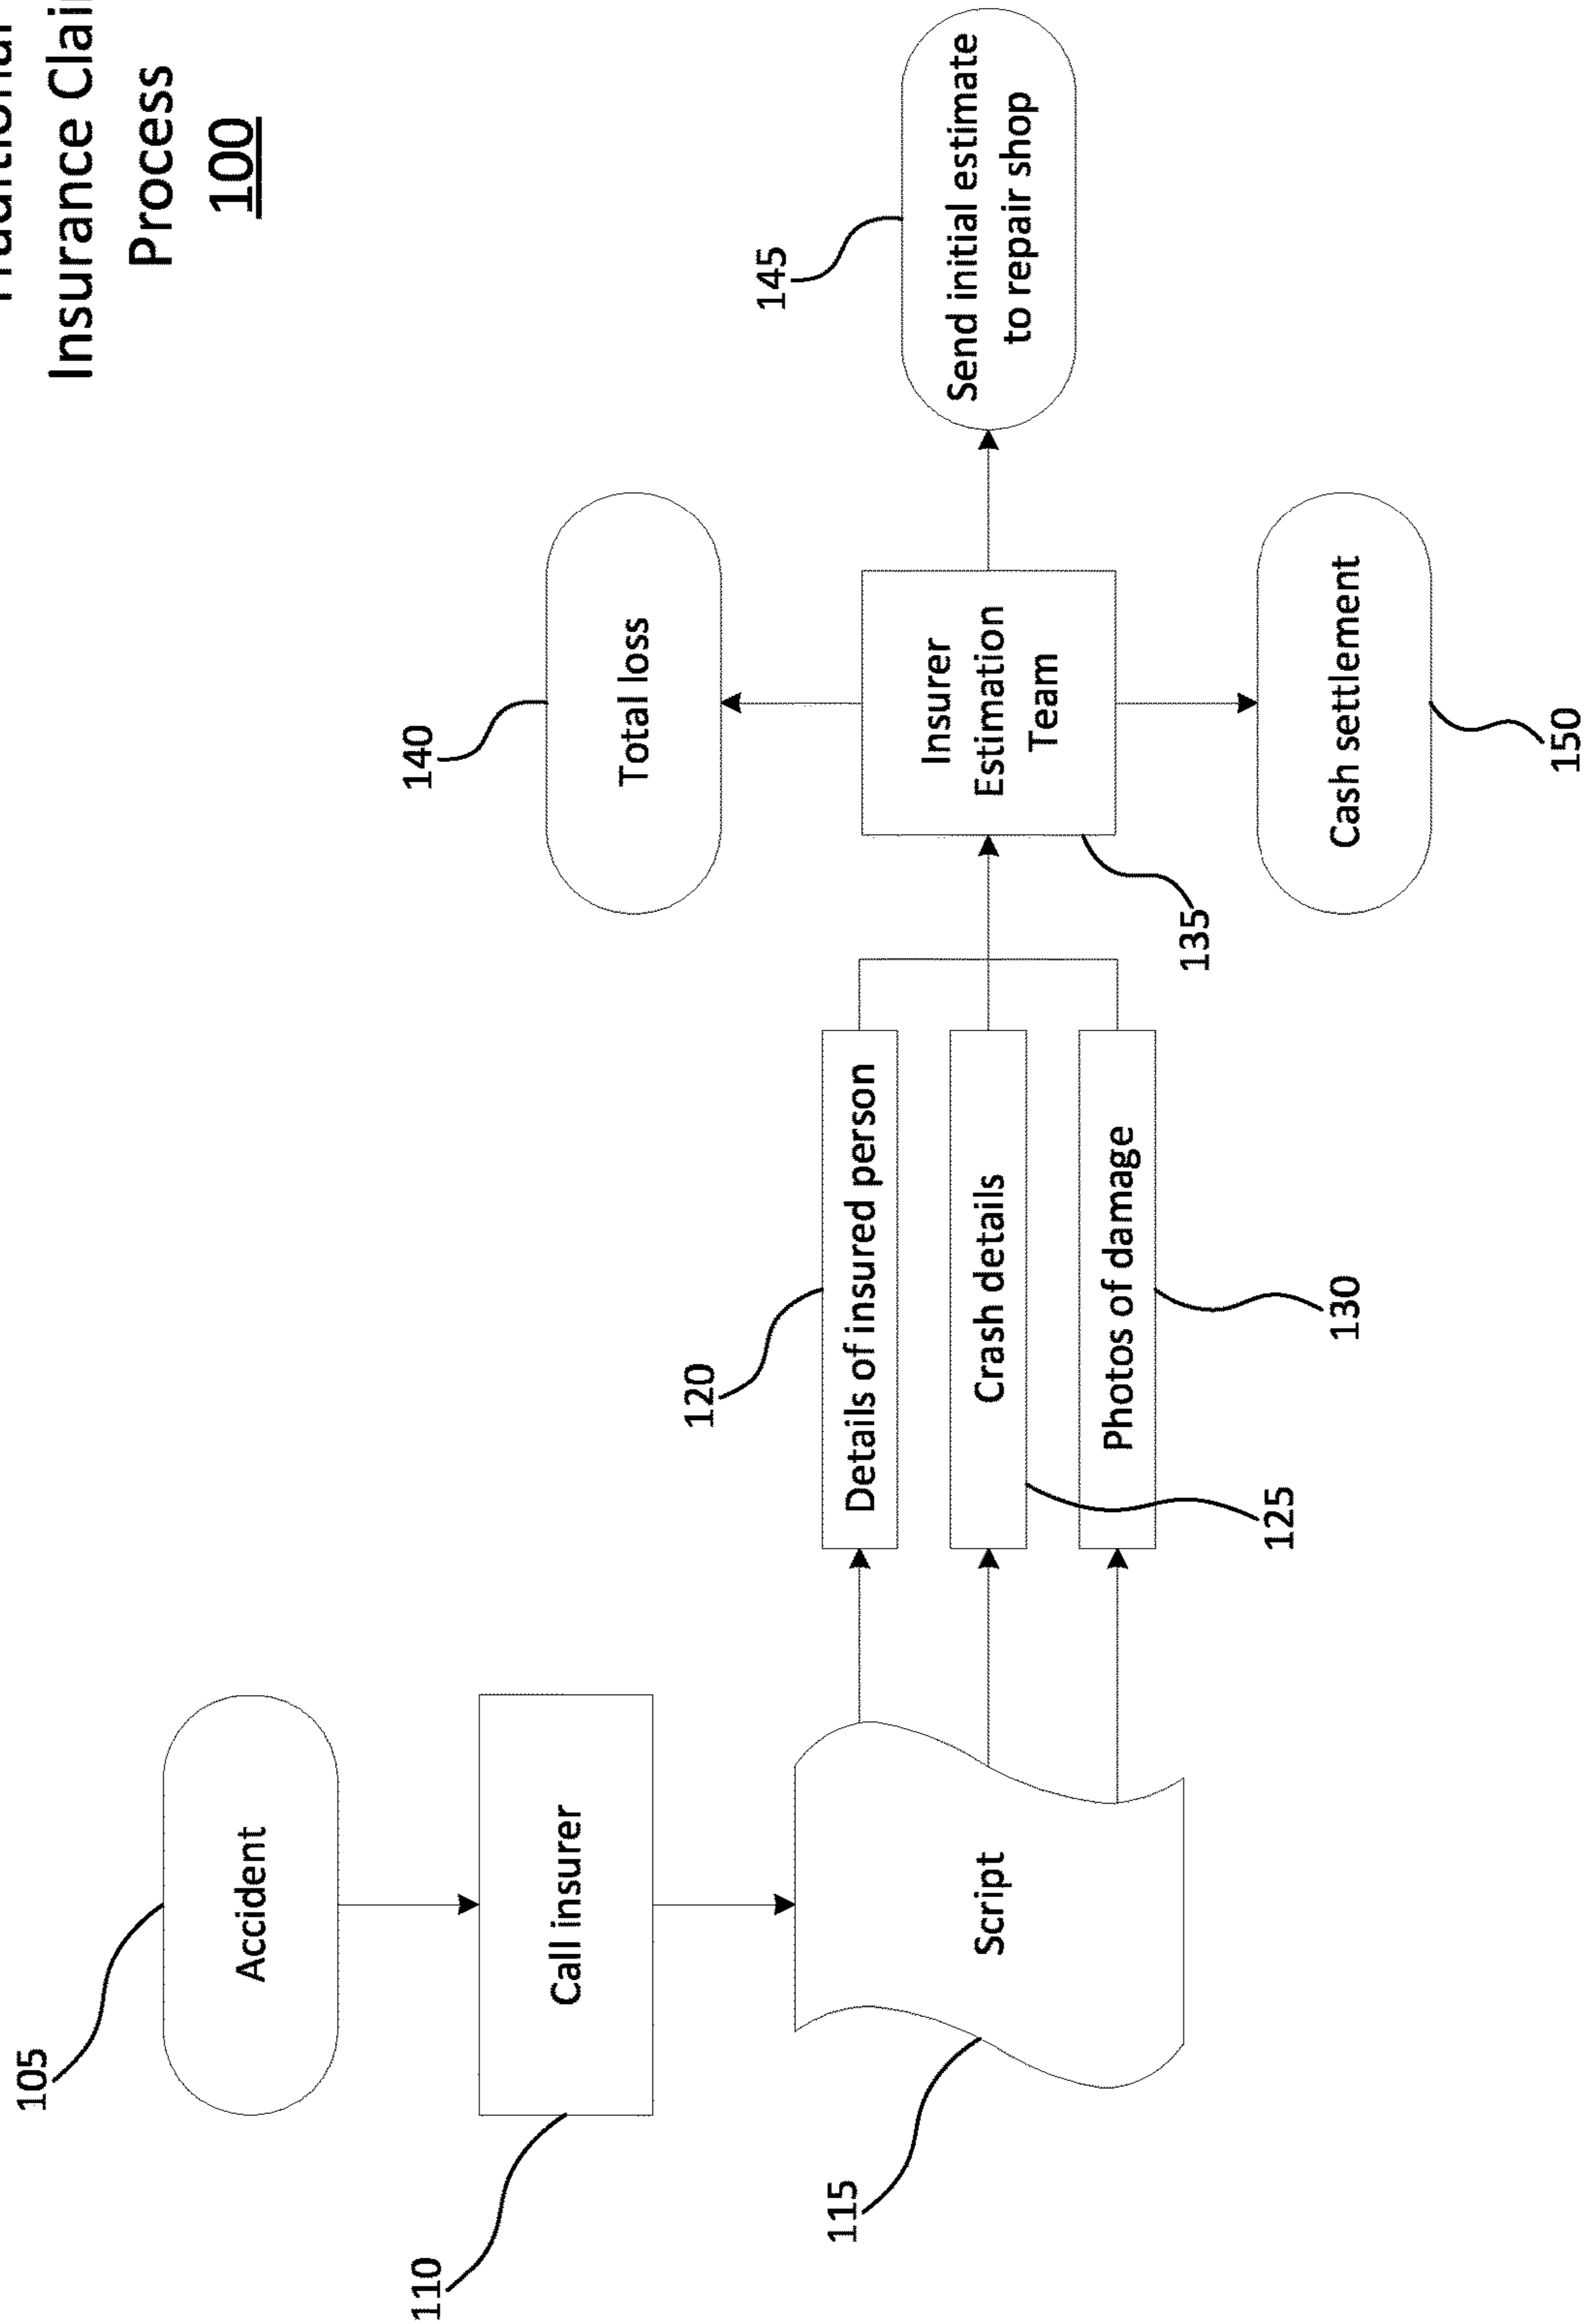 Traditional
Insurance Clai
Process
100
105
Accident
110
Call insurer
115
Script
120
Details of insured person
Crash details
125
Photos of damage
130
135
Insurer
Estimation
Team
140
Total loss
145
Send initial estimate
to repair shop
Cash settlement
150